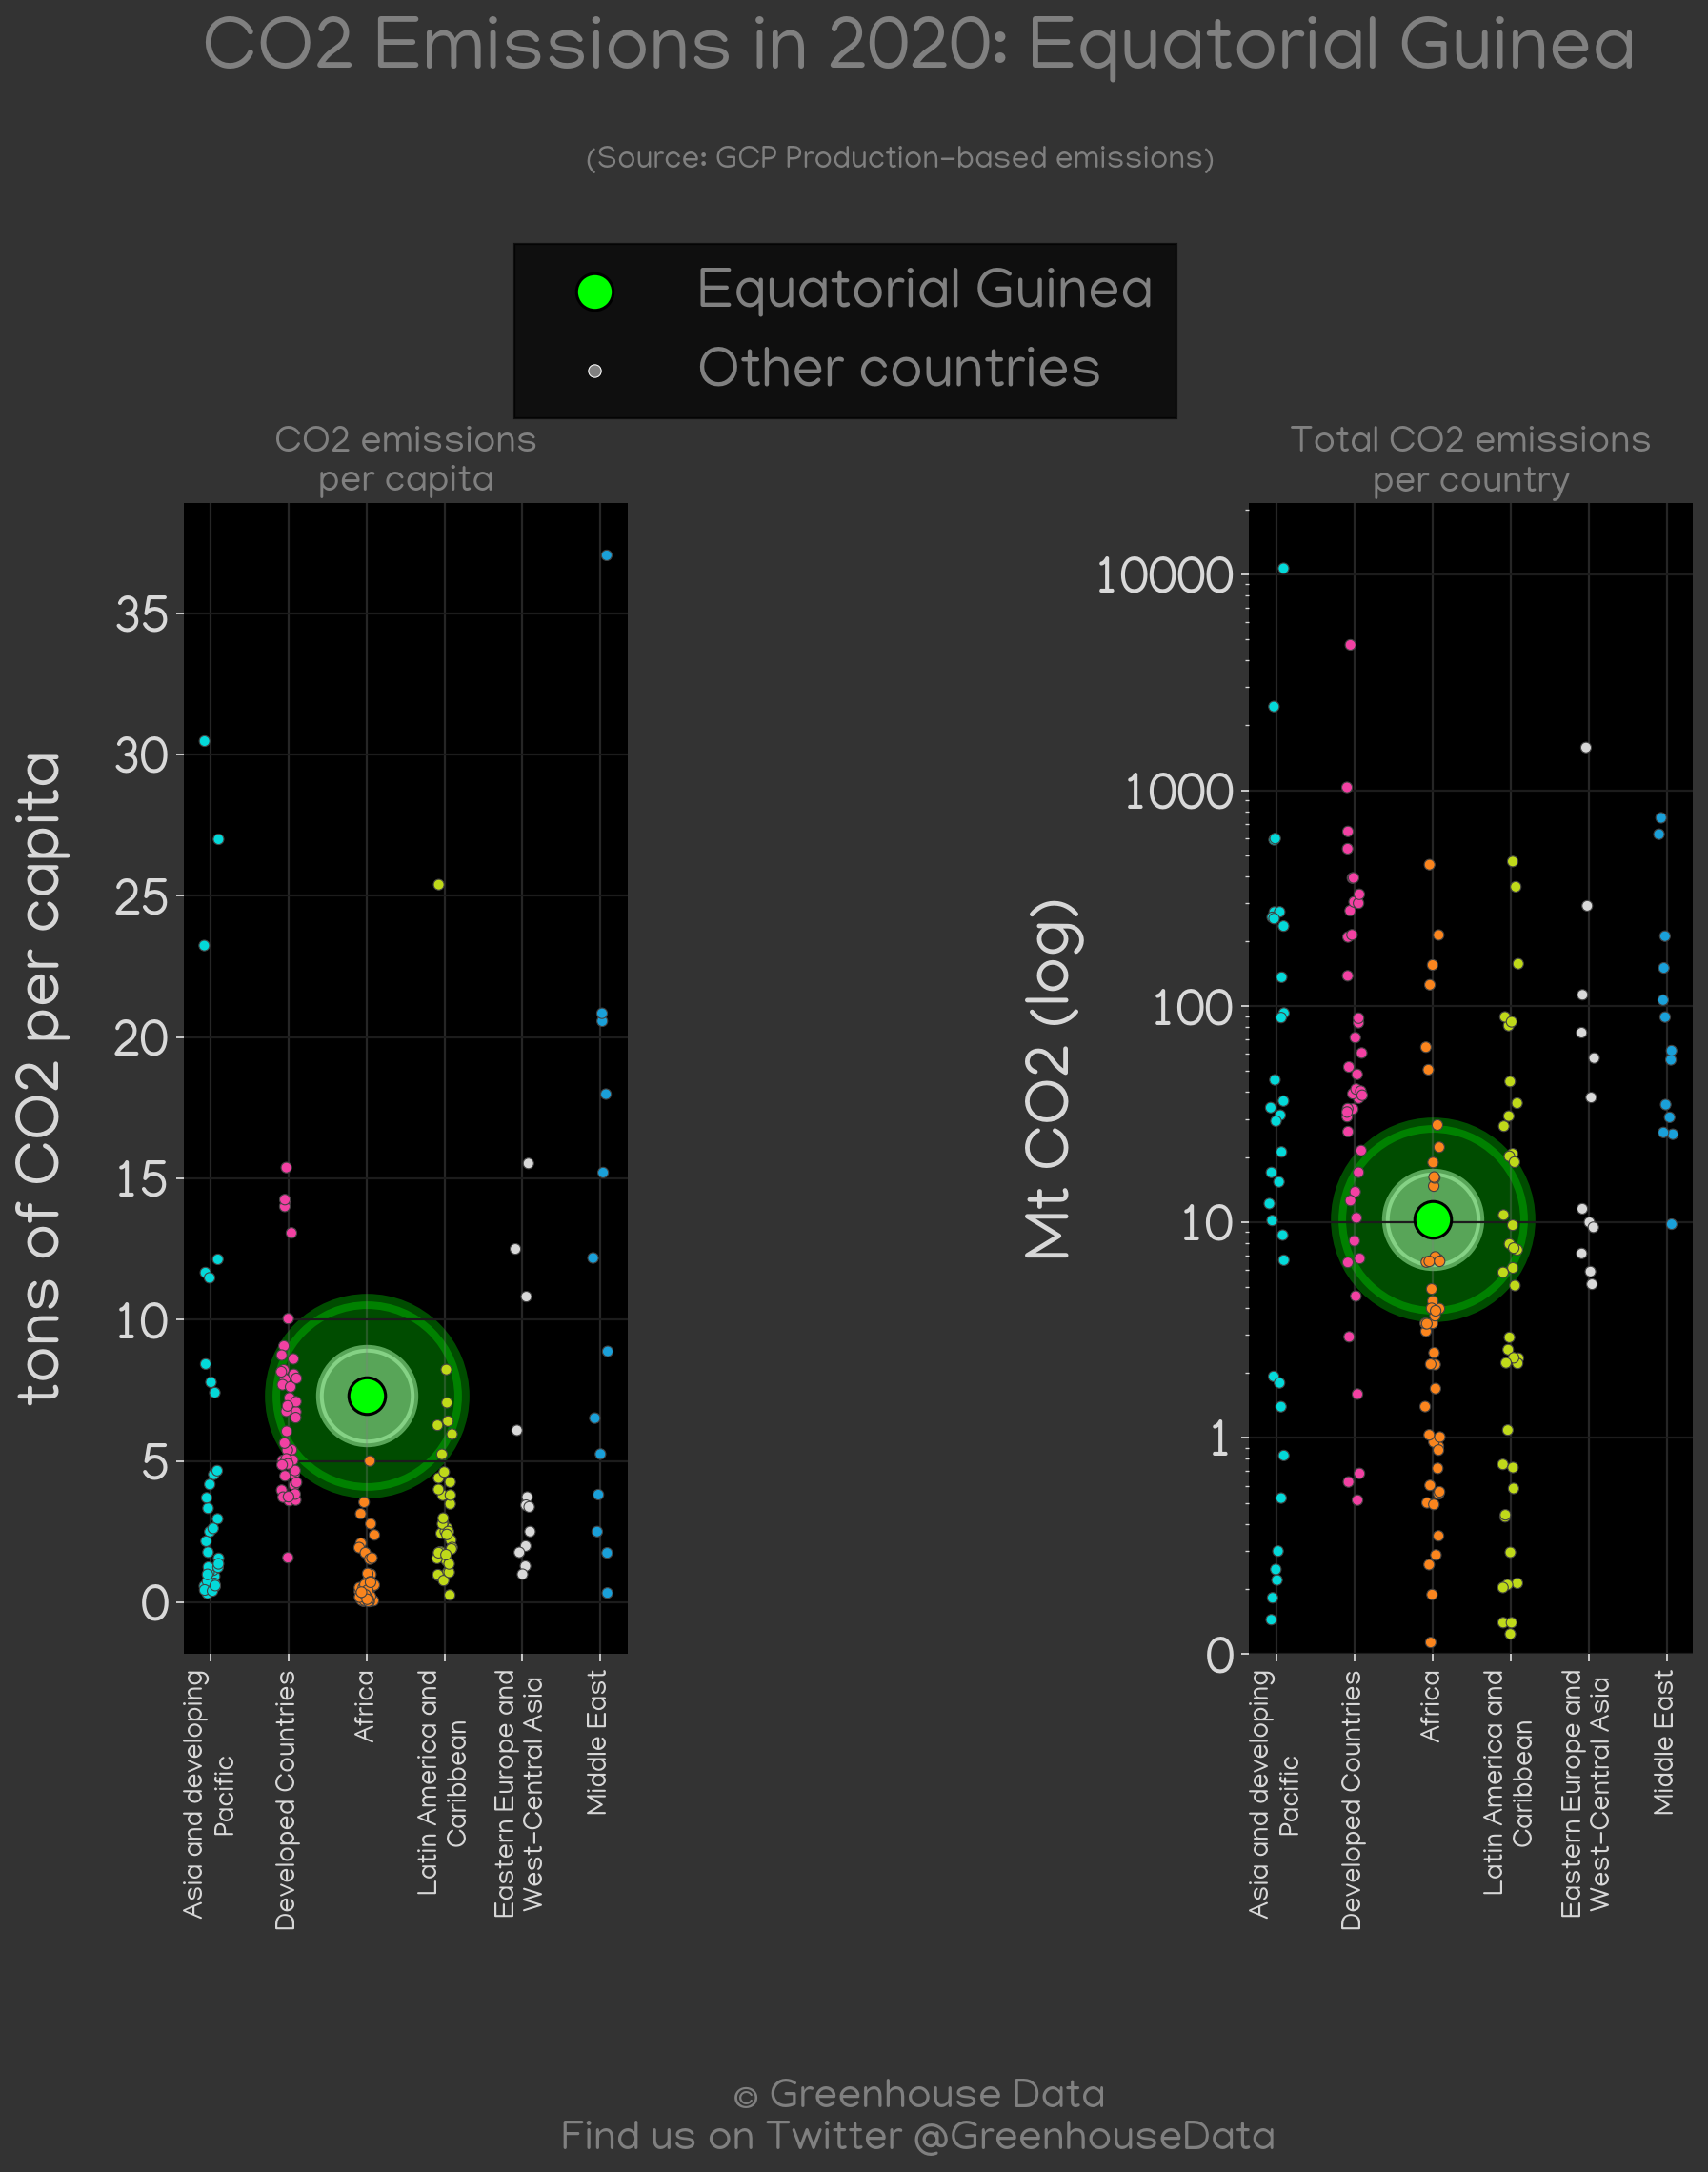 CO2 Emissions in 2020: Equatorial Guinea
(Source: GCP Production-based emissions)
Equatorial Guinea
Other countries
CO2 emissions
per capita
tons of CO2 per capita
35
30
25
20
15
10
5
0
Asia and developing
Pacific
Developed Countries
Africa
Latin America and
Caribbean
Eastern Europe and
West-Central Asia
Middle East
Total CO2 emissions
per country
Mt CO2 (log)
10000
1000
100
10
1
0
Asia and developing
Pacific
Developed Countries
Africa
Latin America and
Caribbean
Eastern Europe and
West-Central Asia
Middle East
© Greenhouse Data
Find us on Twitter @GreenhouseData